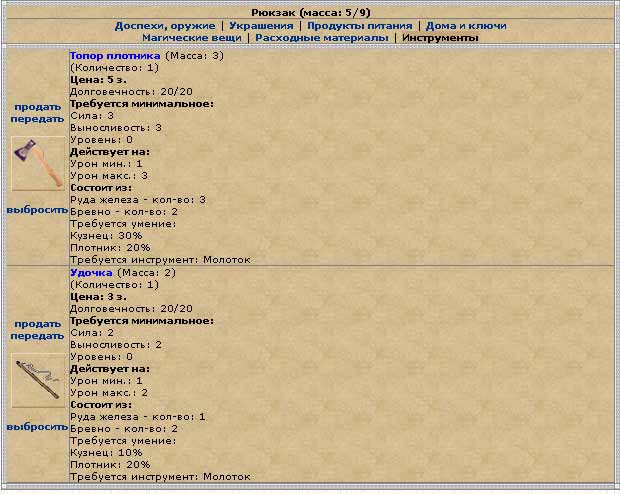 Рюкзак (масса: 5/9)
Доспехи, оружие | Украшения | Продукты питания | Дома и ключи
Магические вещи | Расходные материалы | Инструменты
Топор плотника (Масса: 3)
(Количество: 1)
Цена: 5 з.
Долговечность: 20/20
Требуется минимальное:
Сила: 3
Выносливость: 3
Уровень: 0
Действует на:
Урон мин.: 1
Урон макс.: 3
Состоит из:
Руда железа - кол-во: 3
Бревно - кол-во: 2
Требуется умение:
Кузнец: 30%
Плотник: 20%
Требуется инструмент: Молоток
продать
передать
выбросить
Удочка (Масса: 2)
(Количество: 1)
Цена: 3 з.
Долговечность: 20/20
Требуется минимальное:
Сила: 2
Выносливость: 2
Уровень: 0
Действует на:
Урон мин.: 1
Урон макс.: 2
Состоит из:
Руда железа - кол-во: 1
Бревно - кол-во: 2
Требуется умение:
Кузнец: 10%
Плотник: 20%
Требуется инструмент: Молоток
продать
передать
выбросить